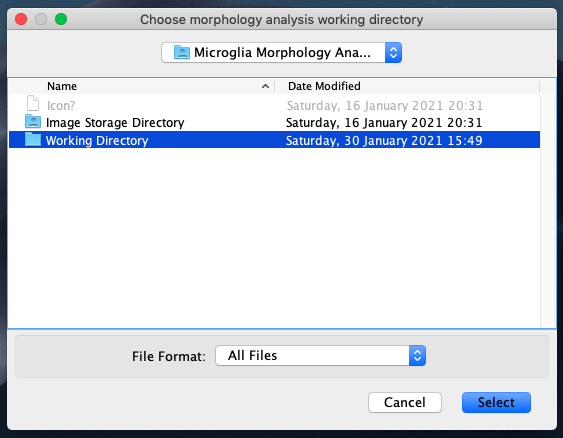 Choose morphology analysis working directory
Microglia Morphology Ana...
Name Date Modified
Icon? Saturday, 16 January 2021 20:31
Image Storage Directory Saturday, 16 January 2021 20:31
Working Directory Saturday, 30 January 2021 15:49
File Format: All Files
Cancel Select